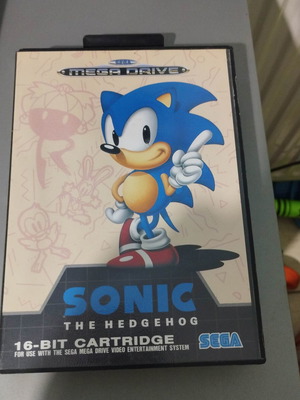 SEGA
MEGA DRIVE
SONIC
THE HEDGEHOG
16-BIT CARTRIDGE
FOR USE WITH THE SEGA MEGA DRIVE VIDEO ENTERTAINMENT SYSTEM
SEGA